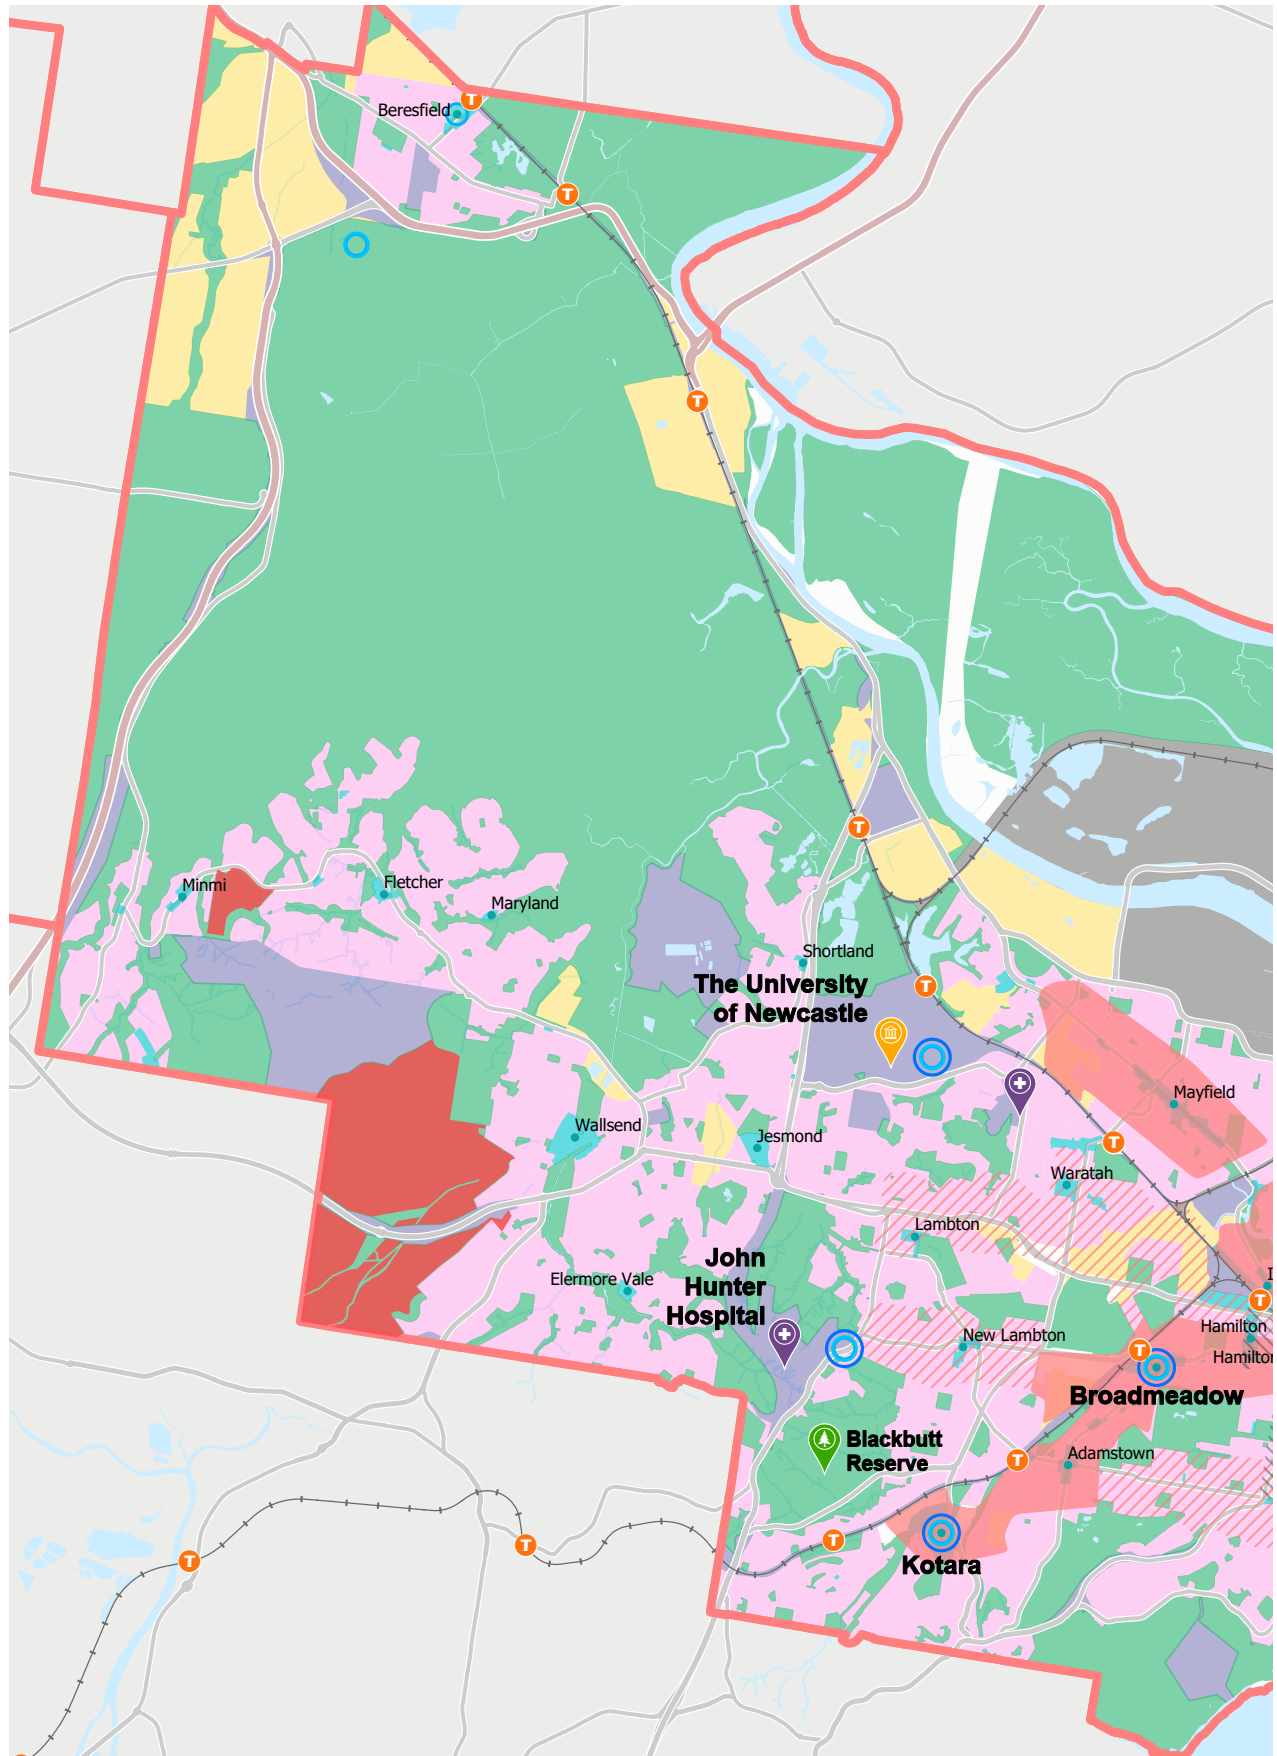 T
Beresfield
T
T
T
Minmi
Fletcher
Maryland
Shortland
The University
of Newcastle
T
Mayfield
Wallsend
Jesmond
T
Waratah
Lambton
John
Hunter
Hospital
Elermore Vale
T
Hamilton
New Lambton
T
Hamilton
Broadmeadow
Blackbutt
Reserve
T
Adamstown
T
T
T
Kotara